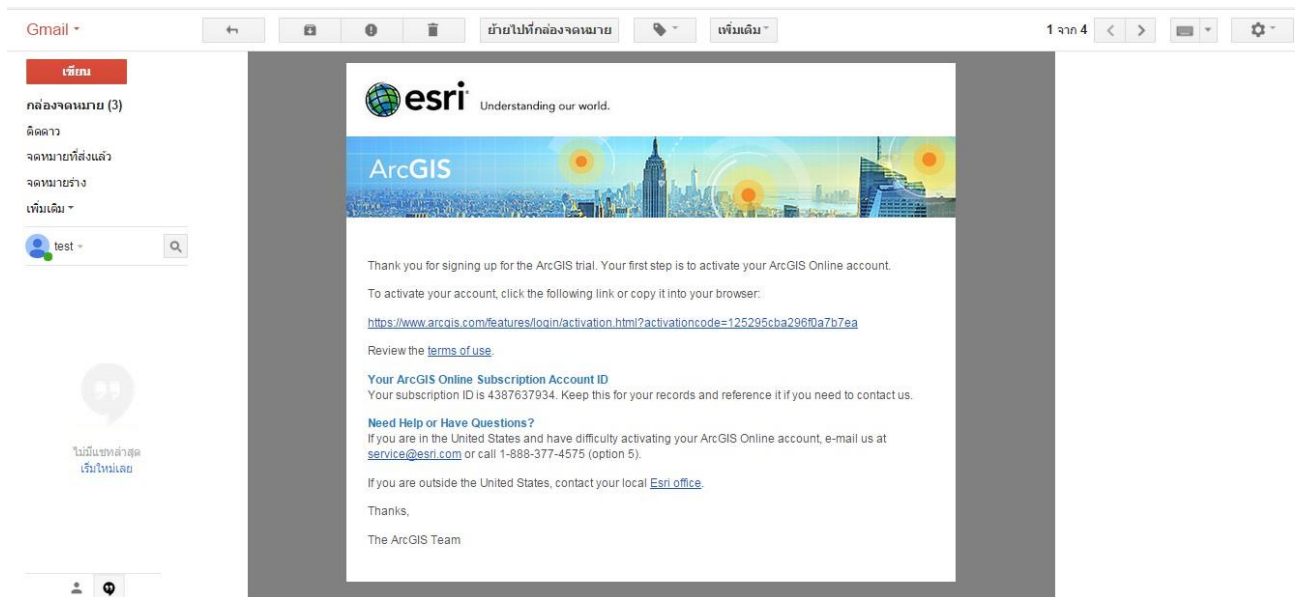 Gmail
ย้ายไปที่กล่องจดหมาย
เพิ่มเติม
1 จาก 4
เขียน
กล่องจดหมาย (3)
ติดดาว
จดหมายที่ส่งแล้ว
จดหมายร่าง
เพิ่มเติม
test
ไม่มีแชทล่าสุด
เริ่มใหม่เลย
esri Understanding our world.
ArcGIS
Thank you for signing up for the ArcGIS trial. Your first step is to activate your ArcGIS Online account.
To activate your account, click the following link or copy it into your browser:
https://www.arcgis.com/features/login/activation.html?activationcode=125295cba296f0a7b7ea
Review the terms of use.
Your ArcGIS Online Subscription Account ID
Your subscription ID is 4387637934. Keep this for your records and reference it if you need to contact us.
Need Help or Have Questions?
If you are in the United States and have difficulty activating your ArcGIS Online account, e-mail us at
service@esri.com or call 1-888-377-4575 (option 5).
If you are outside the United States, contact your local Esri office.
Thanks,
The ArcGIS Team